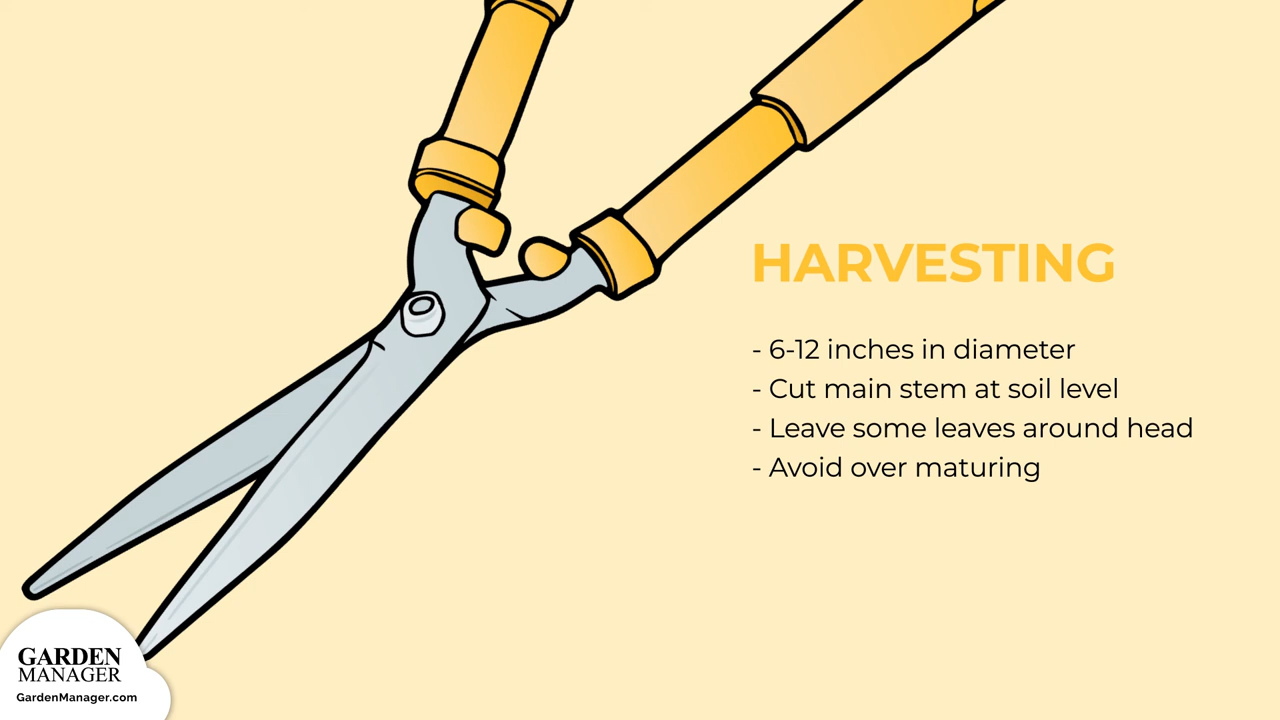 HARVESTING
- 6-12 inches in diameter
- Cut main stem at soil level
- Leave some leaves around head
- Avoid over maturing
GARDEN
MANAGER
GardenManager.com